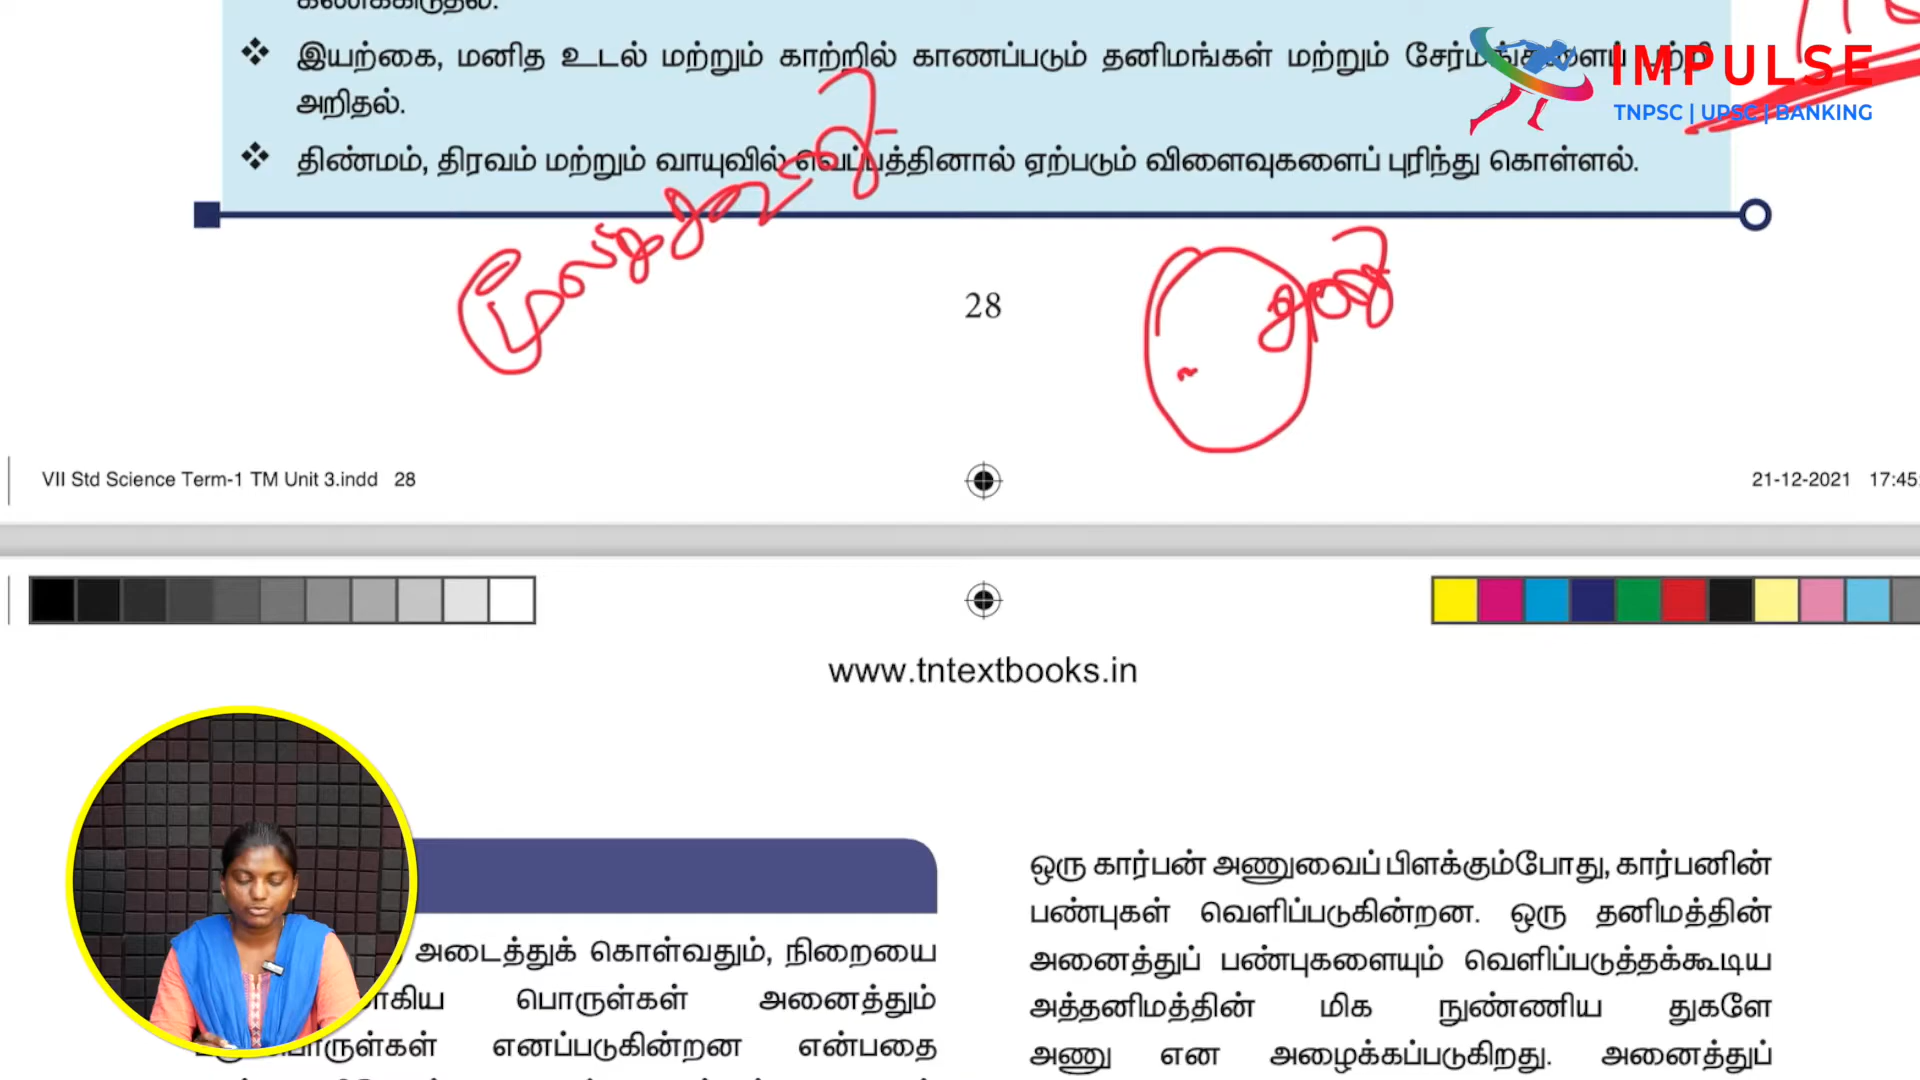 ❖ இயற்கை, மனித உடல் மற்றும் காற்றில் காணப்படும் தனிமங்கள் மற்றும்
அறிதல்.
❖ திண்மம், திரவம் மற்றும் வாயுவில் வெப்பத்தினால் ஏற்படும் விளைவுகளைப் புரிந்து கொள்ளல்.
IMPULSE
TNPSC | UPSC | BANKING
28
VII Std Science Term-1 TM Unit 3.indd 28
21-12-2021 17:45
www.tntextbooks.in
அடைத்துக் கொள்வதும், நிறையை
பொருள்கள் அனைத்தும்
எனப்படுகின்றன என்பதை
ஒரு கார்பன் அணுவைப் பிளக்கும்போது, கார்பனின்
பண்புகள் வெளிப்படுகின்றன. ஒரு தனிமத்தின்
அனைத்துப் பண்புகளையும் வெளிப்படுத்தக்கூடிய
அத்தனிமத்தின் மிக நுண்ணிய துகளே
அணு என அழைக்கப்படுகிறது. அனைத்துப்